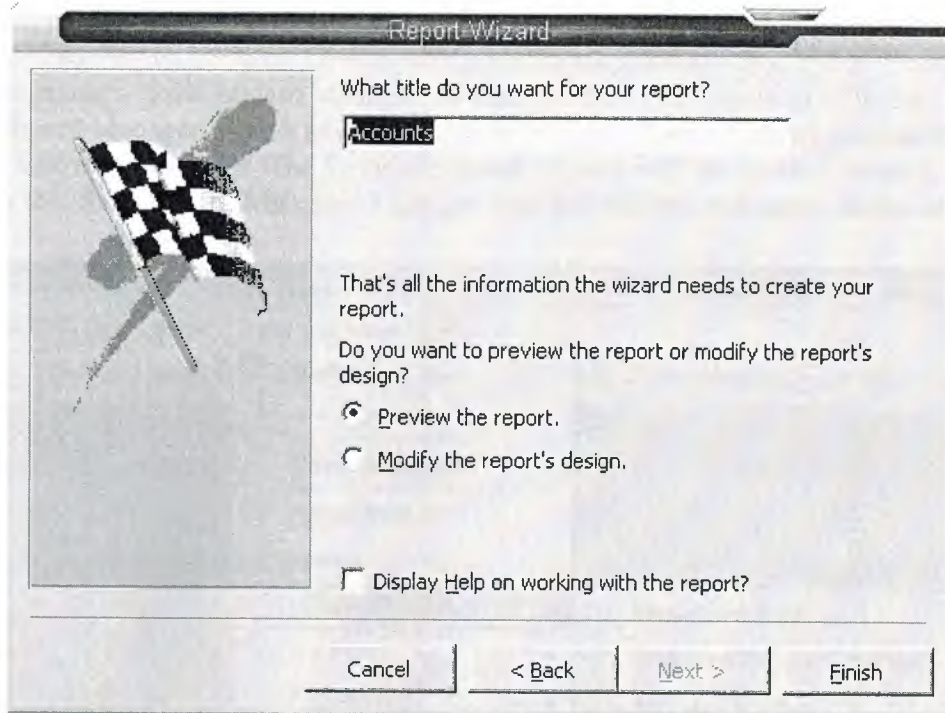 Report Wizard
What title do you want for your report?
Accounts
That's all the information the wizard needs to create your
report.
Do you want to preview the report or modify the report's
design?
Preview the report.
Modify the report's design.
Display Help on working with the report?
Cancel
< Back
Next >
Finish